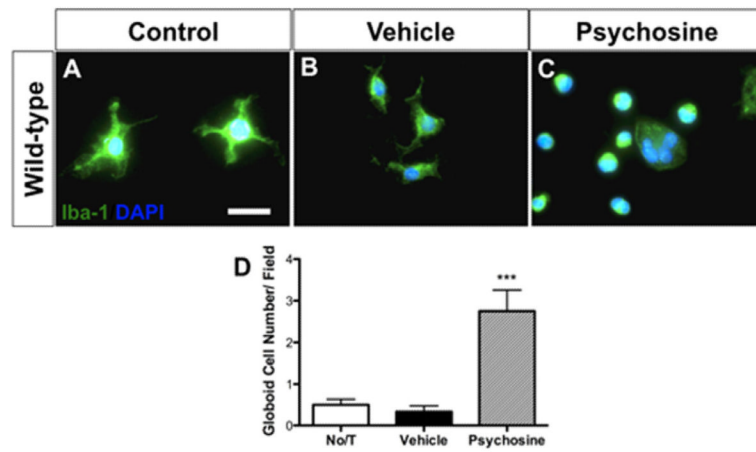 Control Vehicle Psychosine
Wild-type
A B C
Iba-1 DAPI
D
Globoid Cell Number/ Field
4
3
2
1
0
***
No/T Vehicle Psychosine